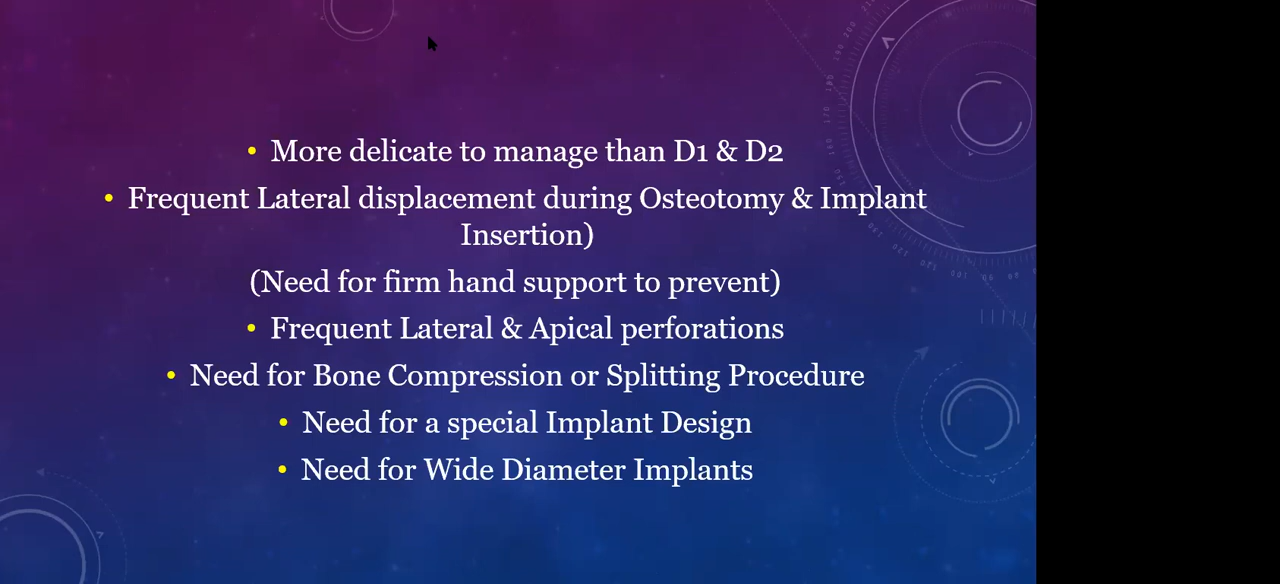 • More delicate to manage than D1 & D2
• Frequent Lateral displacement during Osteotomy & Implant
Insertion)
(Need for firm hand support to prevent)
• Frequent Lateral & Apical perforations
• Need for Bone Compression or Splitting Procedure
• Need for a special Implant Design
• Need for Wide Diameter Implants